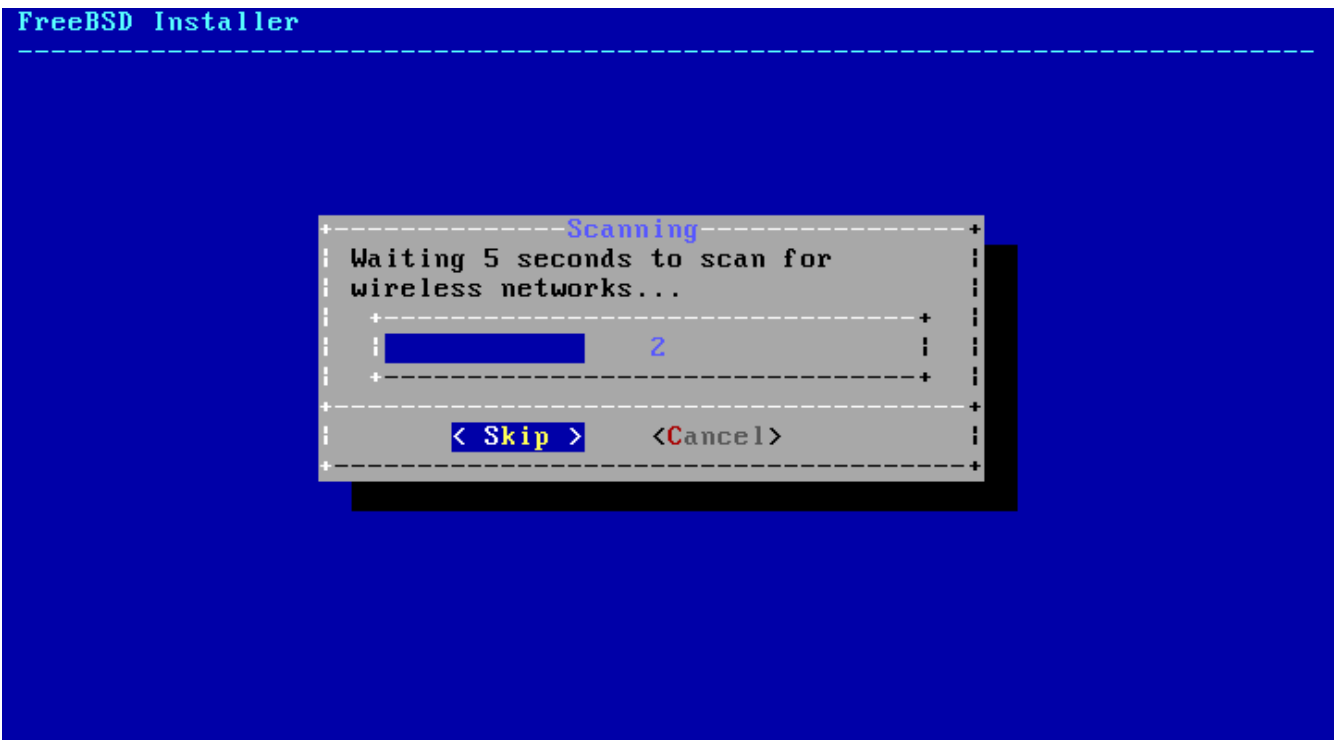 FreeBSD Installer
Scanning
Waiting 5 seconds to scan for
wireless networks...
2
< Skip > <Cancel>